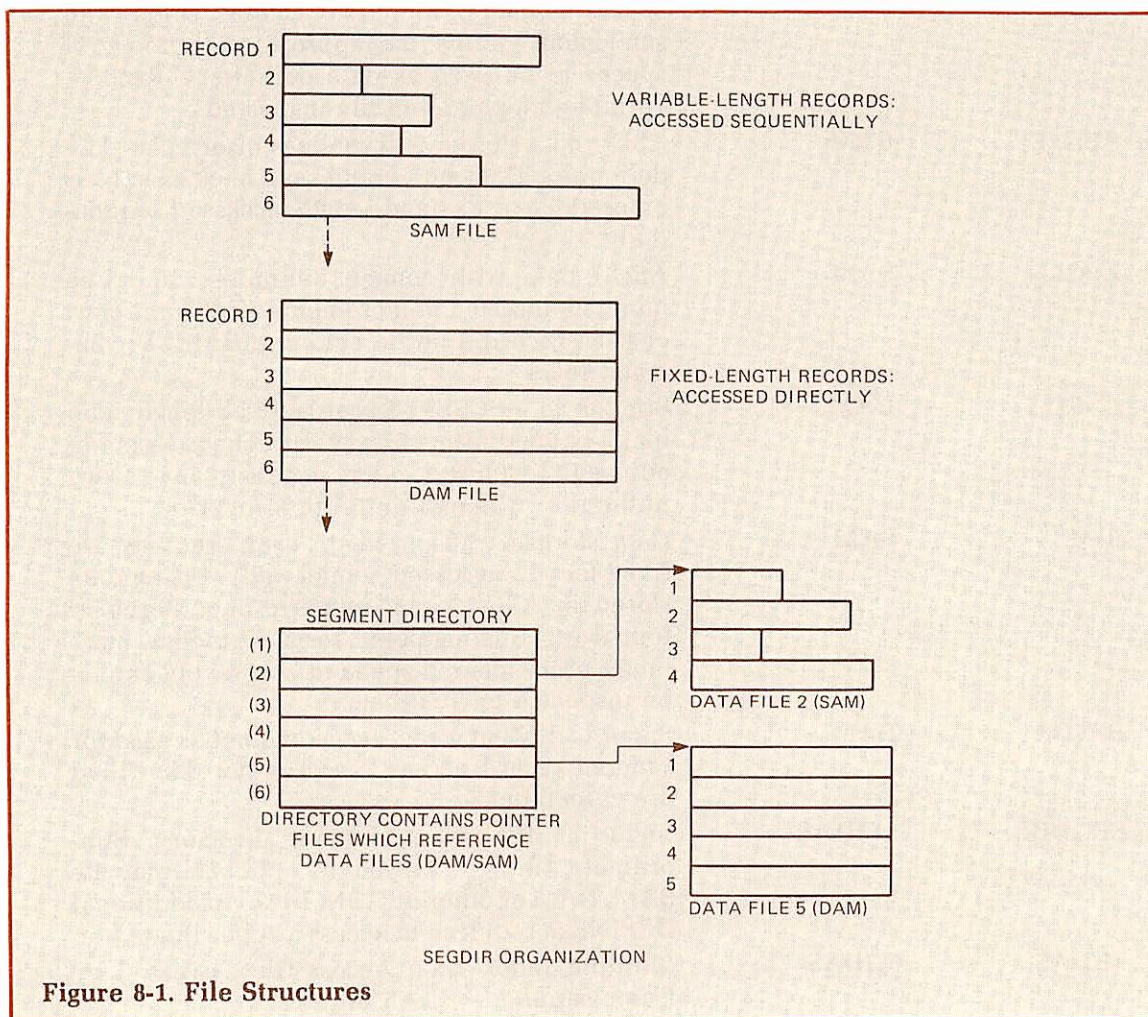 RECORD 1
2
3
4
5
6
VARIABLE-LENGTH RECORDS:
ACCESSED SEQUENTIALLY
SAM FILE
RECORD 1
2
3
4
5
6
FIXED-LENGTH RECORDS:
ACCESSED DIRECTLY
DAM FILE
SEGMENT DIRECTORY
(1)
(2)
(3)
(4)
(5)
(6)
DIRECTORY CONTAINS POINTER
FILES WHICH REFERENCE
DATA FILES (DAM/SAM)
1
2
3
4
DATA FILE 2 (SAM)
1
2
3
4
5
DATA FILE 5 (DAM)
SEGDIR ORGANIZATION
Figure 8-1. File Structures